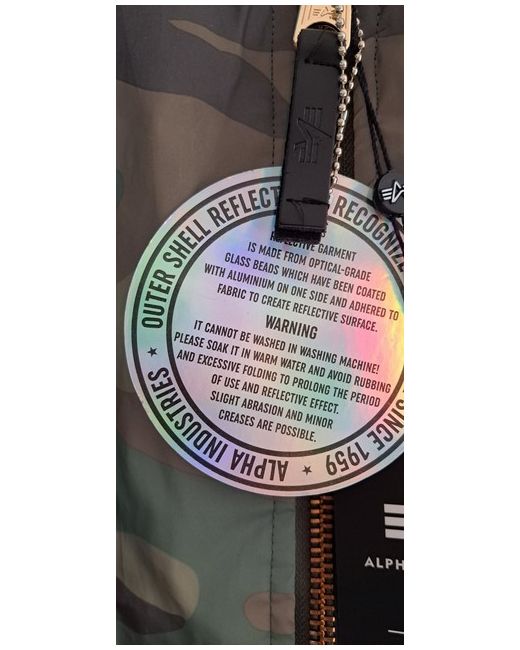 OUTER SHELL REFLECT
RECOGNIZE
REFLECTIVE GARMENT
IS MADE FROM OPTICAL-GRADE
GLASS BEADS WHICH HAVE BEEN COATED
WITH ALUMINIUM ON ONE SIDE AND ADHERED TO
FABRIC TO CREATE REFLECTIVE SURFACE.
WARNING
IT CANNOT BE WASHED IN WASHING MACHINE!
PLEASE SOAK IT IN WARM WATER AND AVOID RUBBING
AND EXCESSIVE FOLDING TO PROLONG THE PERIOD
OF USE AND REFLECTIVE EFFECT.
SLIGHT ABRASION AND MINOR
CREASES ARE POSSIBLE.
SINCE 1959 ★
ALPHA INDUSTRIES ★
ALPH